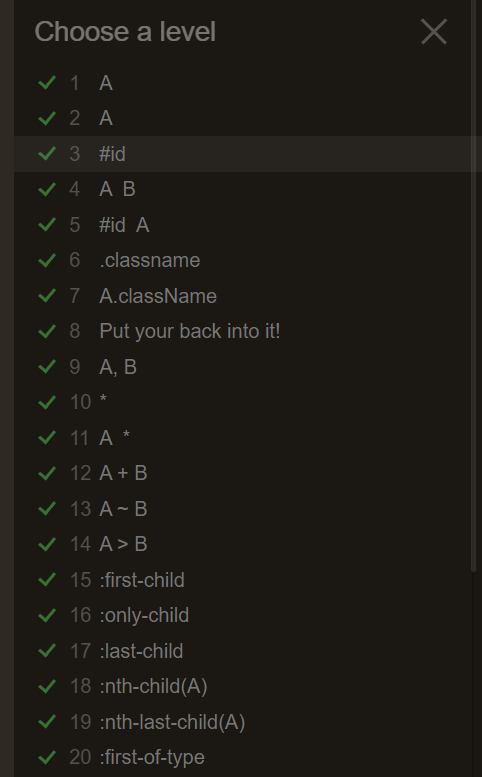 Choose a level
1 A
2 A
3 #id
4 A B
5 #id A
6 .classname
7 A.className
8 Put your back into it!
9 A, B
10 *
11 A *
12 A + B
13 A ~ B
14 A > B
15 :first-child
16 :only-child
17 :last-child
18 :nth-child(A)
19 :nth-last-child(A)
20 :first-of-type